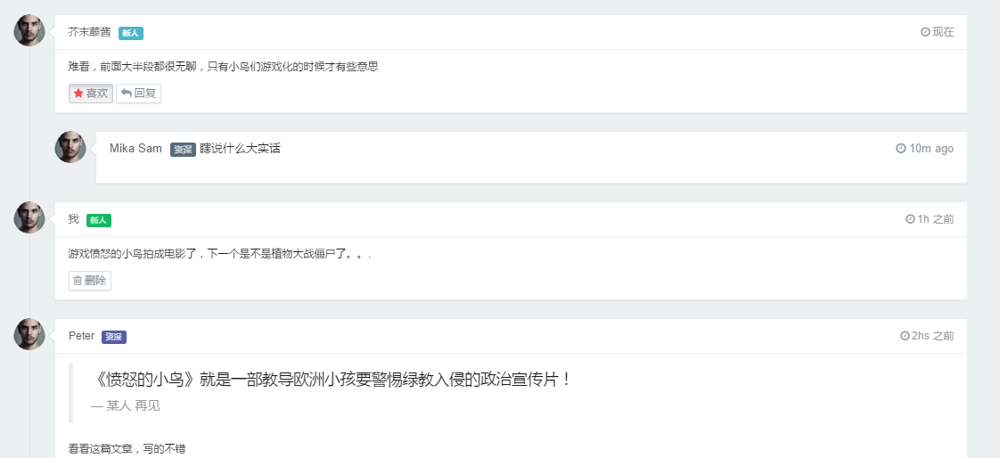 芥末蘑酱 新人 现在
难看，前面大半段都很无聊，只有小鸟们游戏化的时候才有些意思
喜欢 回复
Mika Sam 资深 瞎说什么大实话 10m ago
我 新人 1h 之前
游戏愤怒的小鸟拍成电影了，下一个是不是植物大战僵尸了。。.
删除
Peter 资深 2hs 之前
《愤怒的小鸟》就是一部教导欧洲小孩要警惕绿教入侵的政治宣传片！
— 某人 再见
看看这篇文章，写的不错